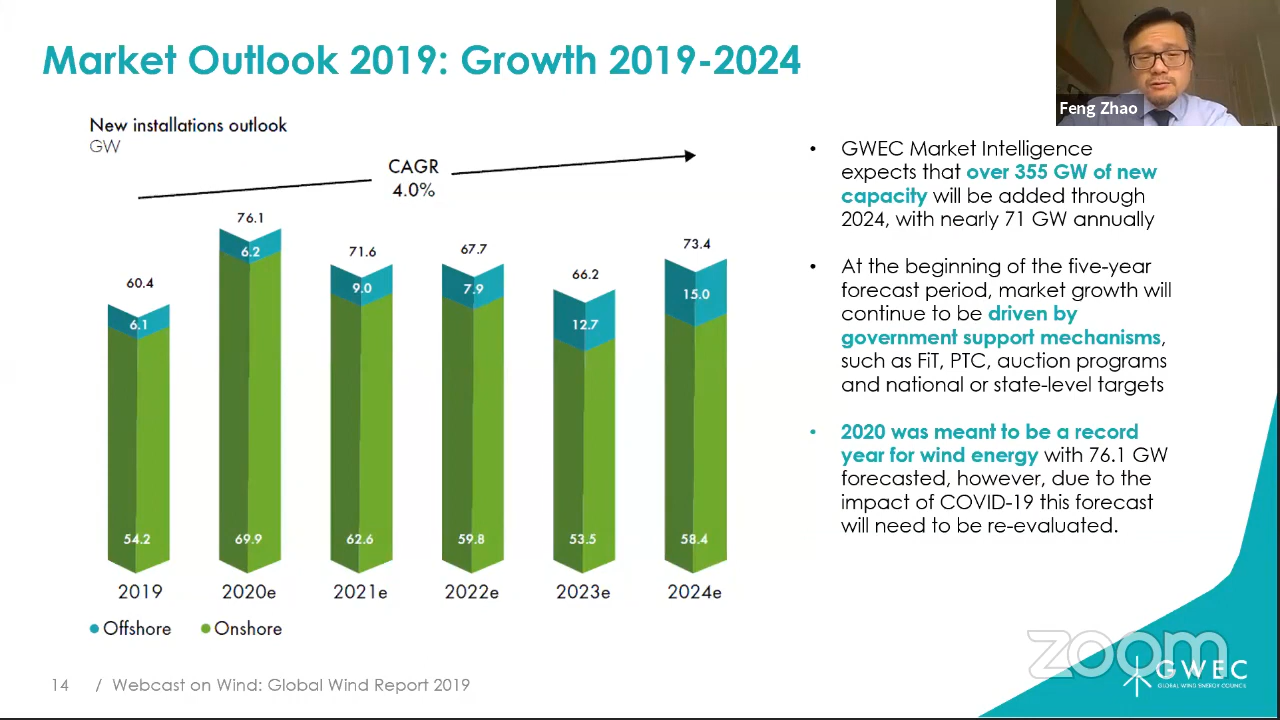 Market Outlook 2019: Growth 2019-2024
Feng Zhao
New installations outlook
GW
CAGR
4.0%
60.4
76.1
71.6
67.7
66.2
73.4
6.1
6.2
9.0
7.9
12.7
15.0
54.2
69.9
62.6
59.8
53.5
58.4
2019
2020e
2021e
2022e
2023e
2024e
Offshore
Onshore
• GWEC Market Intelligence
expects that over 355 GW of new
capacity will be added through
2024, with nearly 71 GW annually
• At the beginning of the five-year
forecast period, market growth will
continue to be driven by
government support mechanisms,
such as FiT, PTC, auction programs
and national or state-level targets
• 2020 was meant to be a record
year for wind energy with 76.1 GW
forecasted, however, due to the
impact of COVID-19 this forecast
will need to be re-evaluated.
14 / Webcast on Wind: Global Wind Report 2019
zoom
GWEC
GLOBAL WIND ENERGY COUNCIL